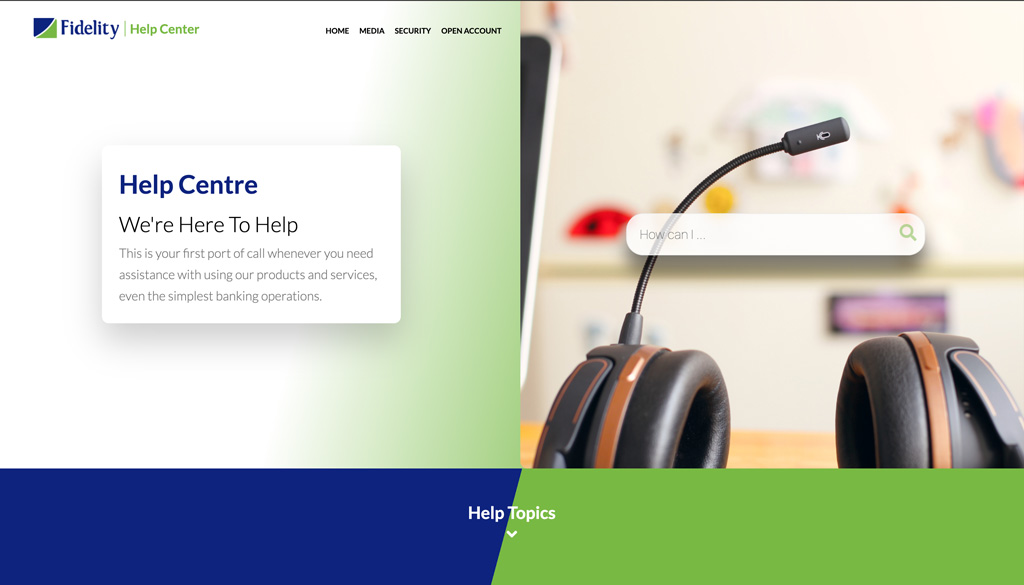 Fidelity | Help Center
HOME MEDIA SECURITY OPEN ACCOUNT
Help Centre
We're Here To Help
This is your first port of call whenever you need
assistance with using our products and services,
even the simplest banking operations.
How can I ...
Help Topics